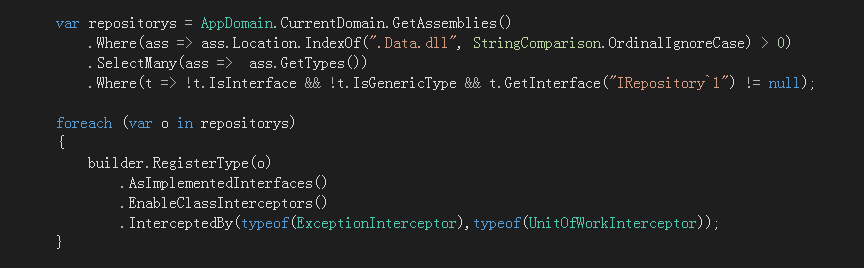 var repositorys = AppDomain.CurrentDomain.GetAssemblies()
.Where(ass => ass.Location.IndexOf(".Data.dll", StringComparison.OrdinalIgnoreCase) > 0)
.SelectMany(ass =>  ass.GetTypes())
.Where(t => !t.IsInterface && !t.IsGenericType && t.GetInterface("IRepository`1") != null);
foreach (var o in repositorys)
{
builder.RegisterType(o)
.AsImplementedInterfaces()
.EnableClassInterceptors()
.InterceptedBy(typeof(ExceptionInterceptor),typeof(UnitOfWorkInterceptor));
}